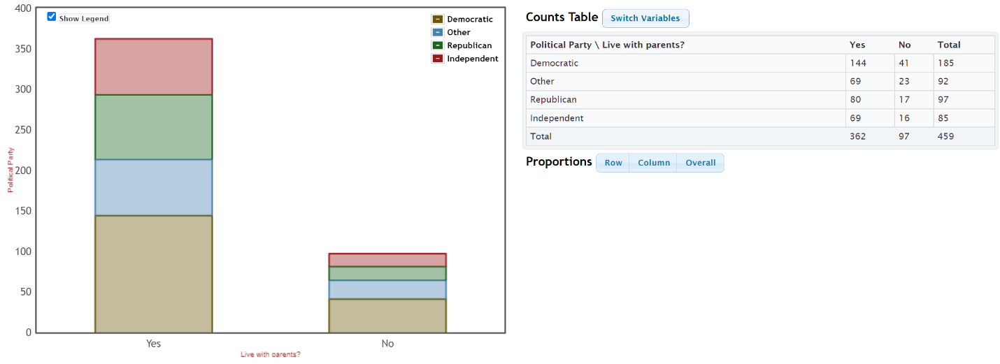 400
350
300
250
200
150
100
50
0
Political Party
Show Legend
Democratic
Other
Republican
Independent
Yes No
Live with parents?
Counts Table Switch Variables
Political Party \ Live with parents? Yes No Total
Democratic 144 41 185
Other 69 23 92
Republican 80 17 97
Independent 69 16 85
Total 362 97 459
Proportions Row Column Overall